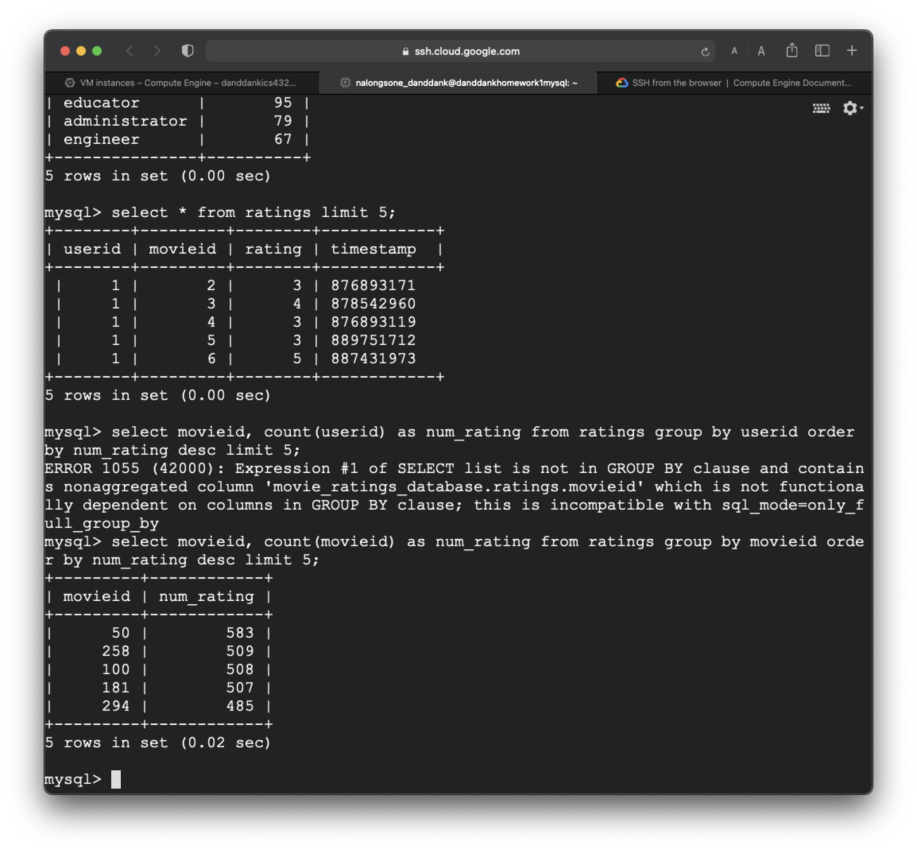 ssh.cloud.google.com
A A
VM instances – Compute Engine – danddankics432...
nalongsone_danddank@danddankhomework1mysql: ~
SSH from the browser | Compute Engine Document...
| educator      |       95 |
| administrator |       79 |
| engineer      |       67 |
+---------------+----------+
5 rows in set (0.00 sec)
mysql> select * from ratings limit 5;
+--------+---------+--------+------------+
| userid | movieid | rating | timestamp  |
+--------+---------+--------+------------+
 |     1 |       2 |      3 | 876893171
 |     1 |       3 |      4 | 878542960
 |     1 |       4 |      3 | 876893119
 |     1 |       5 |      3 | 889751712
 |     1 |       6 |      5 | 887431973
+--------+---------+--------+------------+
5 rows in set (0.00 sec)
mysql> select movieid, count(userid) as num_rating from ratings group by userid order
by num_rating desc limit 5;
ERROR 1055 (42000): Expression #1 of SELECT list is not in GROUP BY clause and contain
s nonaggregated column 'movie_ratings_database.ratings.movieid' which is not functiona
lly dependent on columns in GROUP BY clause; this is incompatible with sql_mode=only_f
ull_group_by
mysql> select movieid, count(movieid) as num_rating from ratings group by movieid orde
r by num_rating desc limit 5;
+---------+------------+
| movieid | num_rating |
+---------+------------+
|      50 |        583 |
|     258 |        509 |
|     100 |        508 |
|     181 |        507 |
|     294 |        485 |
+---------+------------+
5 rows in set (0.02 sec)
mysql>